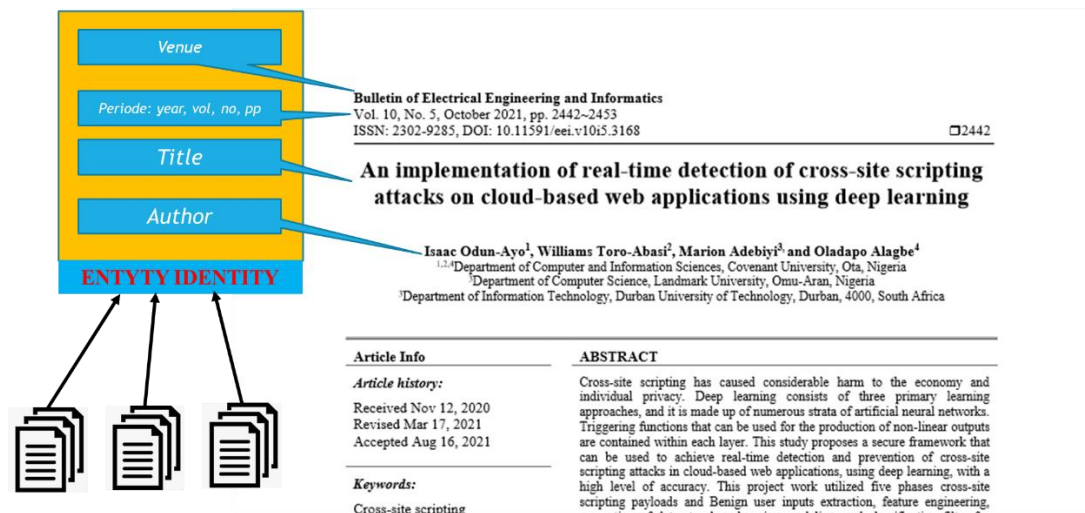 Venue
Periode: year, vol, no, pp
Title
Author
ENTYTY IDENTITY
Bulletin of Electrical Engineering and Informatics
Vol. 10, No. 5, October 2021, pp. 2442~2453
ISSN: 2302-9285, DOI: 10.11591/eei.v10i5.3168
2442
An implementation of real-time detection of cross-site scripting
attacks on cloud-based web applications using deep learning
Isaac Odun-Ayo1, Williams Toro-Abasi2, Marion Adebiyi3, and Oladapo Alagbe4
1,2,4Department of Computer and Information Sciences, Covenant University, Ota, Nigeria
3Department of Computer Science, Landmark University, Omu-Aran, Nigeria
3Department of Information Technology, Durban University of Technology, Durban, 4000, South Africa
Article Info
Article history:
Received Nov 12, 2020
Revised Mar 17, 2021
Accepted Aug 16, 2021
Keywords:
Cross-site scripting
ABSTRACT
Cross-site scripting has caused considerable harm to the economy and
individual privacy. Deep learning consists of three primary learning
approaches, and it is made up of numerous strata of artificial neural networks.
Triggering functions that can be used for the production of non-linear outputs
are contained within each layer. This study proposes a secure framework that
can be used to achieve real-time detection and prevention of cross-site
scripting attacks in cloud-based web applications, using deep learning, with a
high level of accuracy. This project work utilized five phases cross-site
scripting payloads and Benign user inputs extraction, feature engineering,